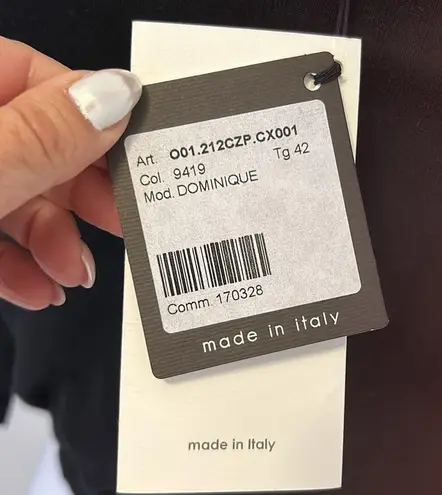 Art. O01.212CZP.CX001
Col. 9419 Tg 42
Mod. DOMINIQUE
Comm. 170328
made in italy
made in Italy